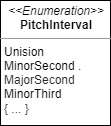 <<Enumeration>>
PitchInterval
Unision
MinorSecond .
MajorSecond
MinorThird
{ ... }